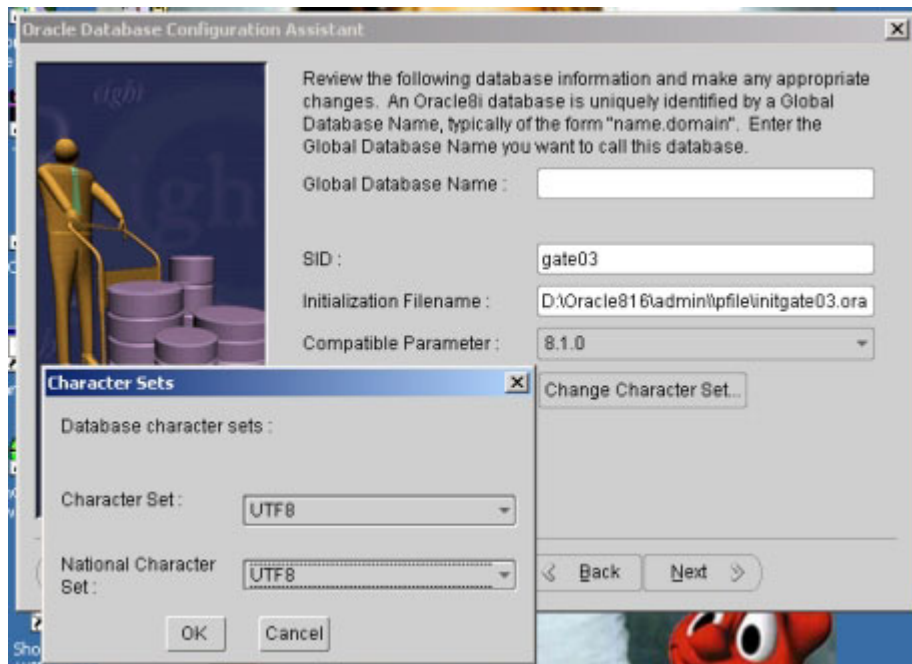 Oracle Database Configuration Assistant
Review the following database information and make any appropriate
changes. An Oracle8i database is uniquely identified by a Global
Database Name, typically of the form "name.domain". Enter the
Global Database Name you want to call this database.
Global Database Name :
SID :
gate03
Initialization Filename :
D:\Oracle816\admin\\pfile\initgate03.ora
Compatible Parameter :
8.1.0
Change Character Set...
Character Sets
Database character sets :
Character Set :
UTF8
National Character
Set :
UTF8
OK
Cancel
Back
Next
eight
eigh
Sho